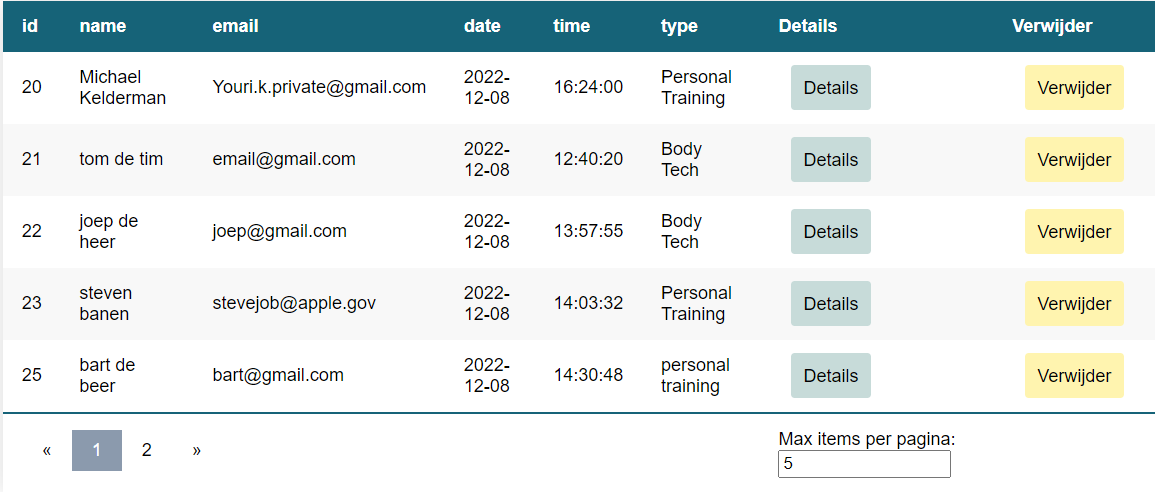 id name email date time type Details Verwijder
20 Michael Kelderman Youri.k.private@gmail.com 2022-12-08 16:24:00 Personal Training Details Verwijder
21 tom de tim email@gmail.com 2022-12-08 12:40:20 Body Tech Details Verwijder
22 joep de heer joep@gmail.com 2022-12-08 13:57:55 Body Tech Details Verwijder
23 steven banen stevejob@apple.gov 2022-12-08 14:03:32 Personal Training Details Verwijder
25 bart de beer bart@gmail.com 2022-12-08 14:30:48 personal training Details Verwijder
« 1 2 » Max items per pagina:
5